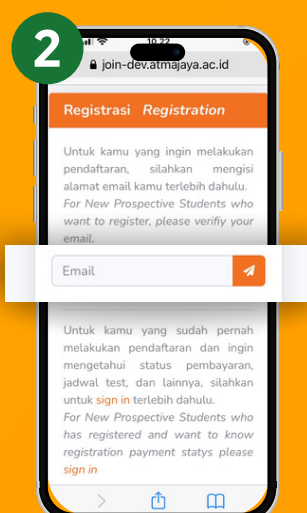 2
10.22
join-dev.atmajaya.ac.id
Registrasi Registration
Untuk kamu yang ingin melakukan
pendaftaran, silahkan mengisi
alamat email kamu terlebih dahulu.
For New Prospective Students who
want to register, please verifiy your
email.
Email
Untuk kamu yang sudah pernah
melakukan pendaftaran dan ingin
mengetahui status pembayaran,
jadwal test, dan lainnya, silahkan
untuk sign in terlebih dahulu.
For New Prospective Students who
has registered and want to know
registration payment statys please
sign in